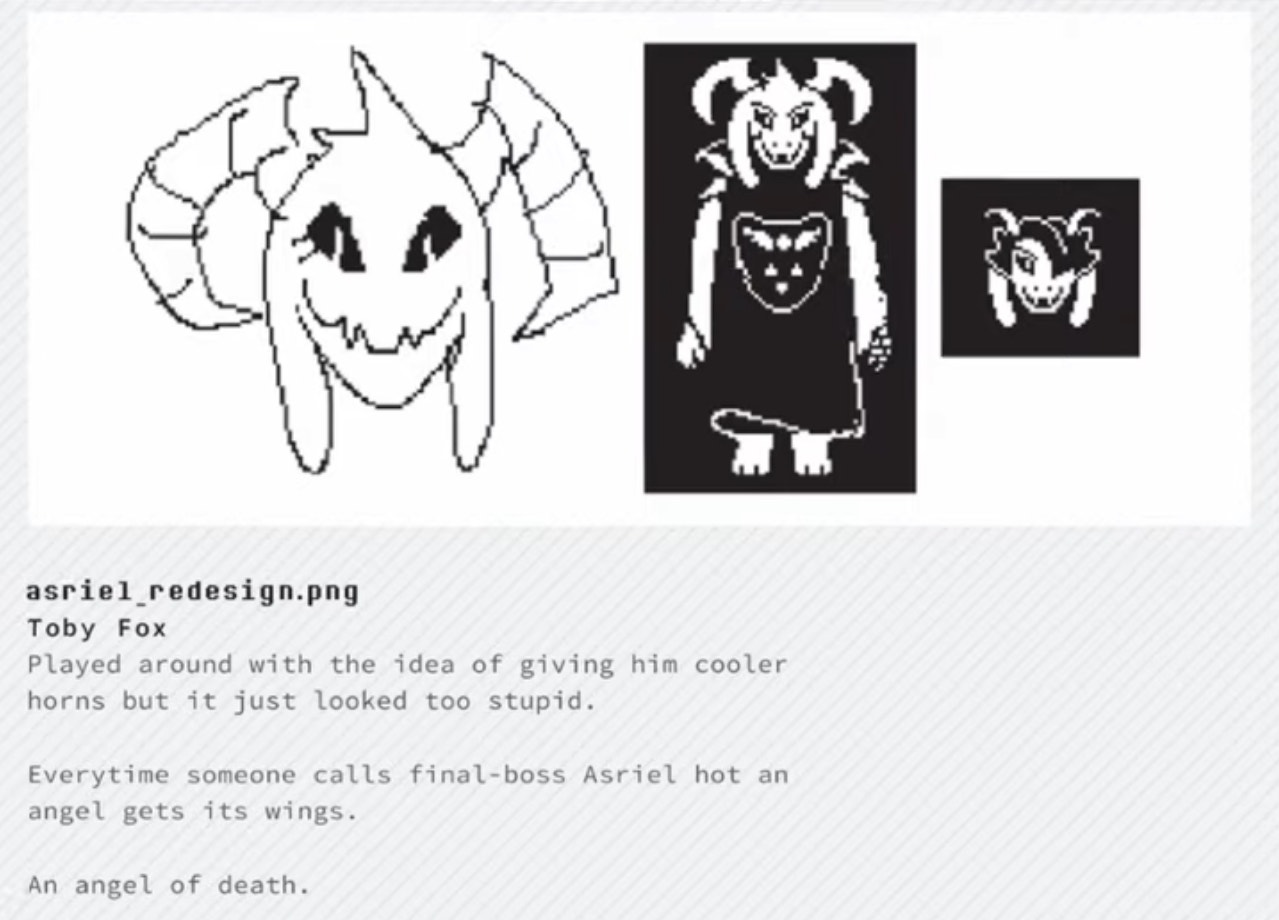 asriel_redesign.png
Toby Fox
Played around with the idea of giving him cooler
horns but it just looked too stupid.
Everytime someone calls final-boss Asriel hot an
angel gets its wings.
An angel of death.